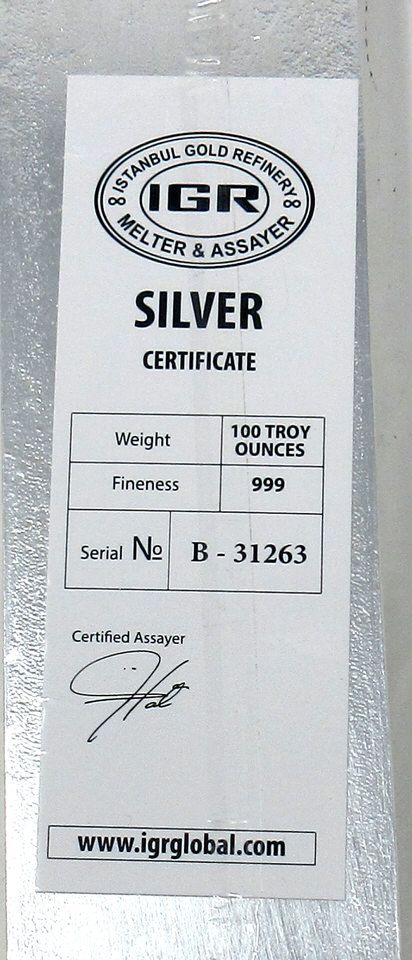 ISTANBUL GOLD REFINERY
IGR
MELTER & ASSAYER
SILVER
CERTIFICATE
Weight 100 TROY OUNCES
Fineness 999
Serial № B - 31263
Certified Assayer
www.igrglobal.com